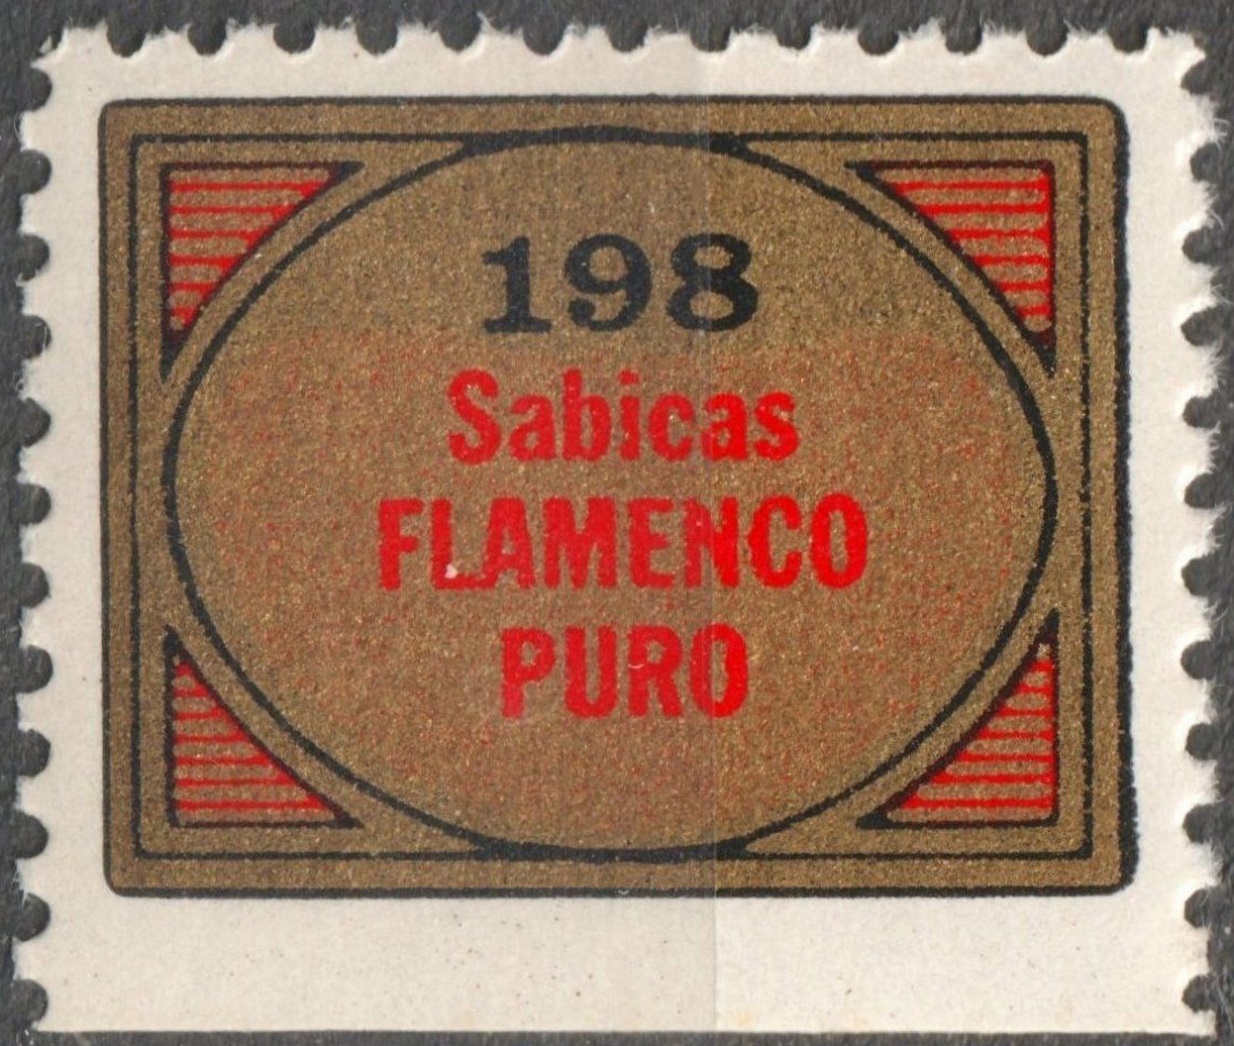 198
Sabicas
FLAMENCO
PURO